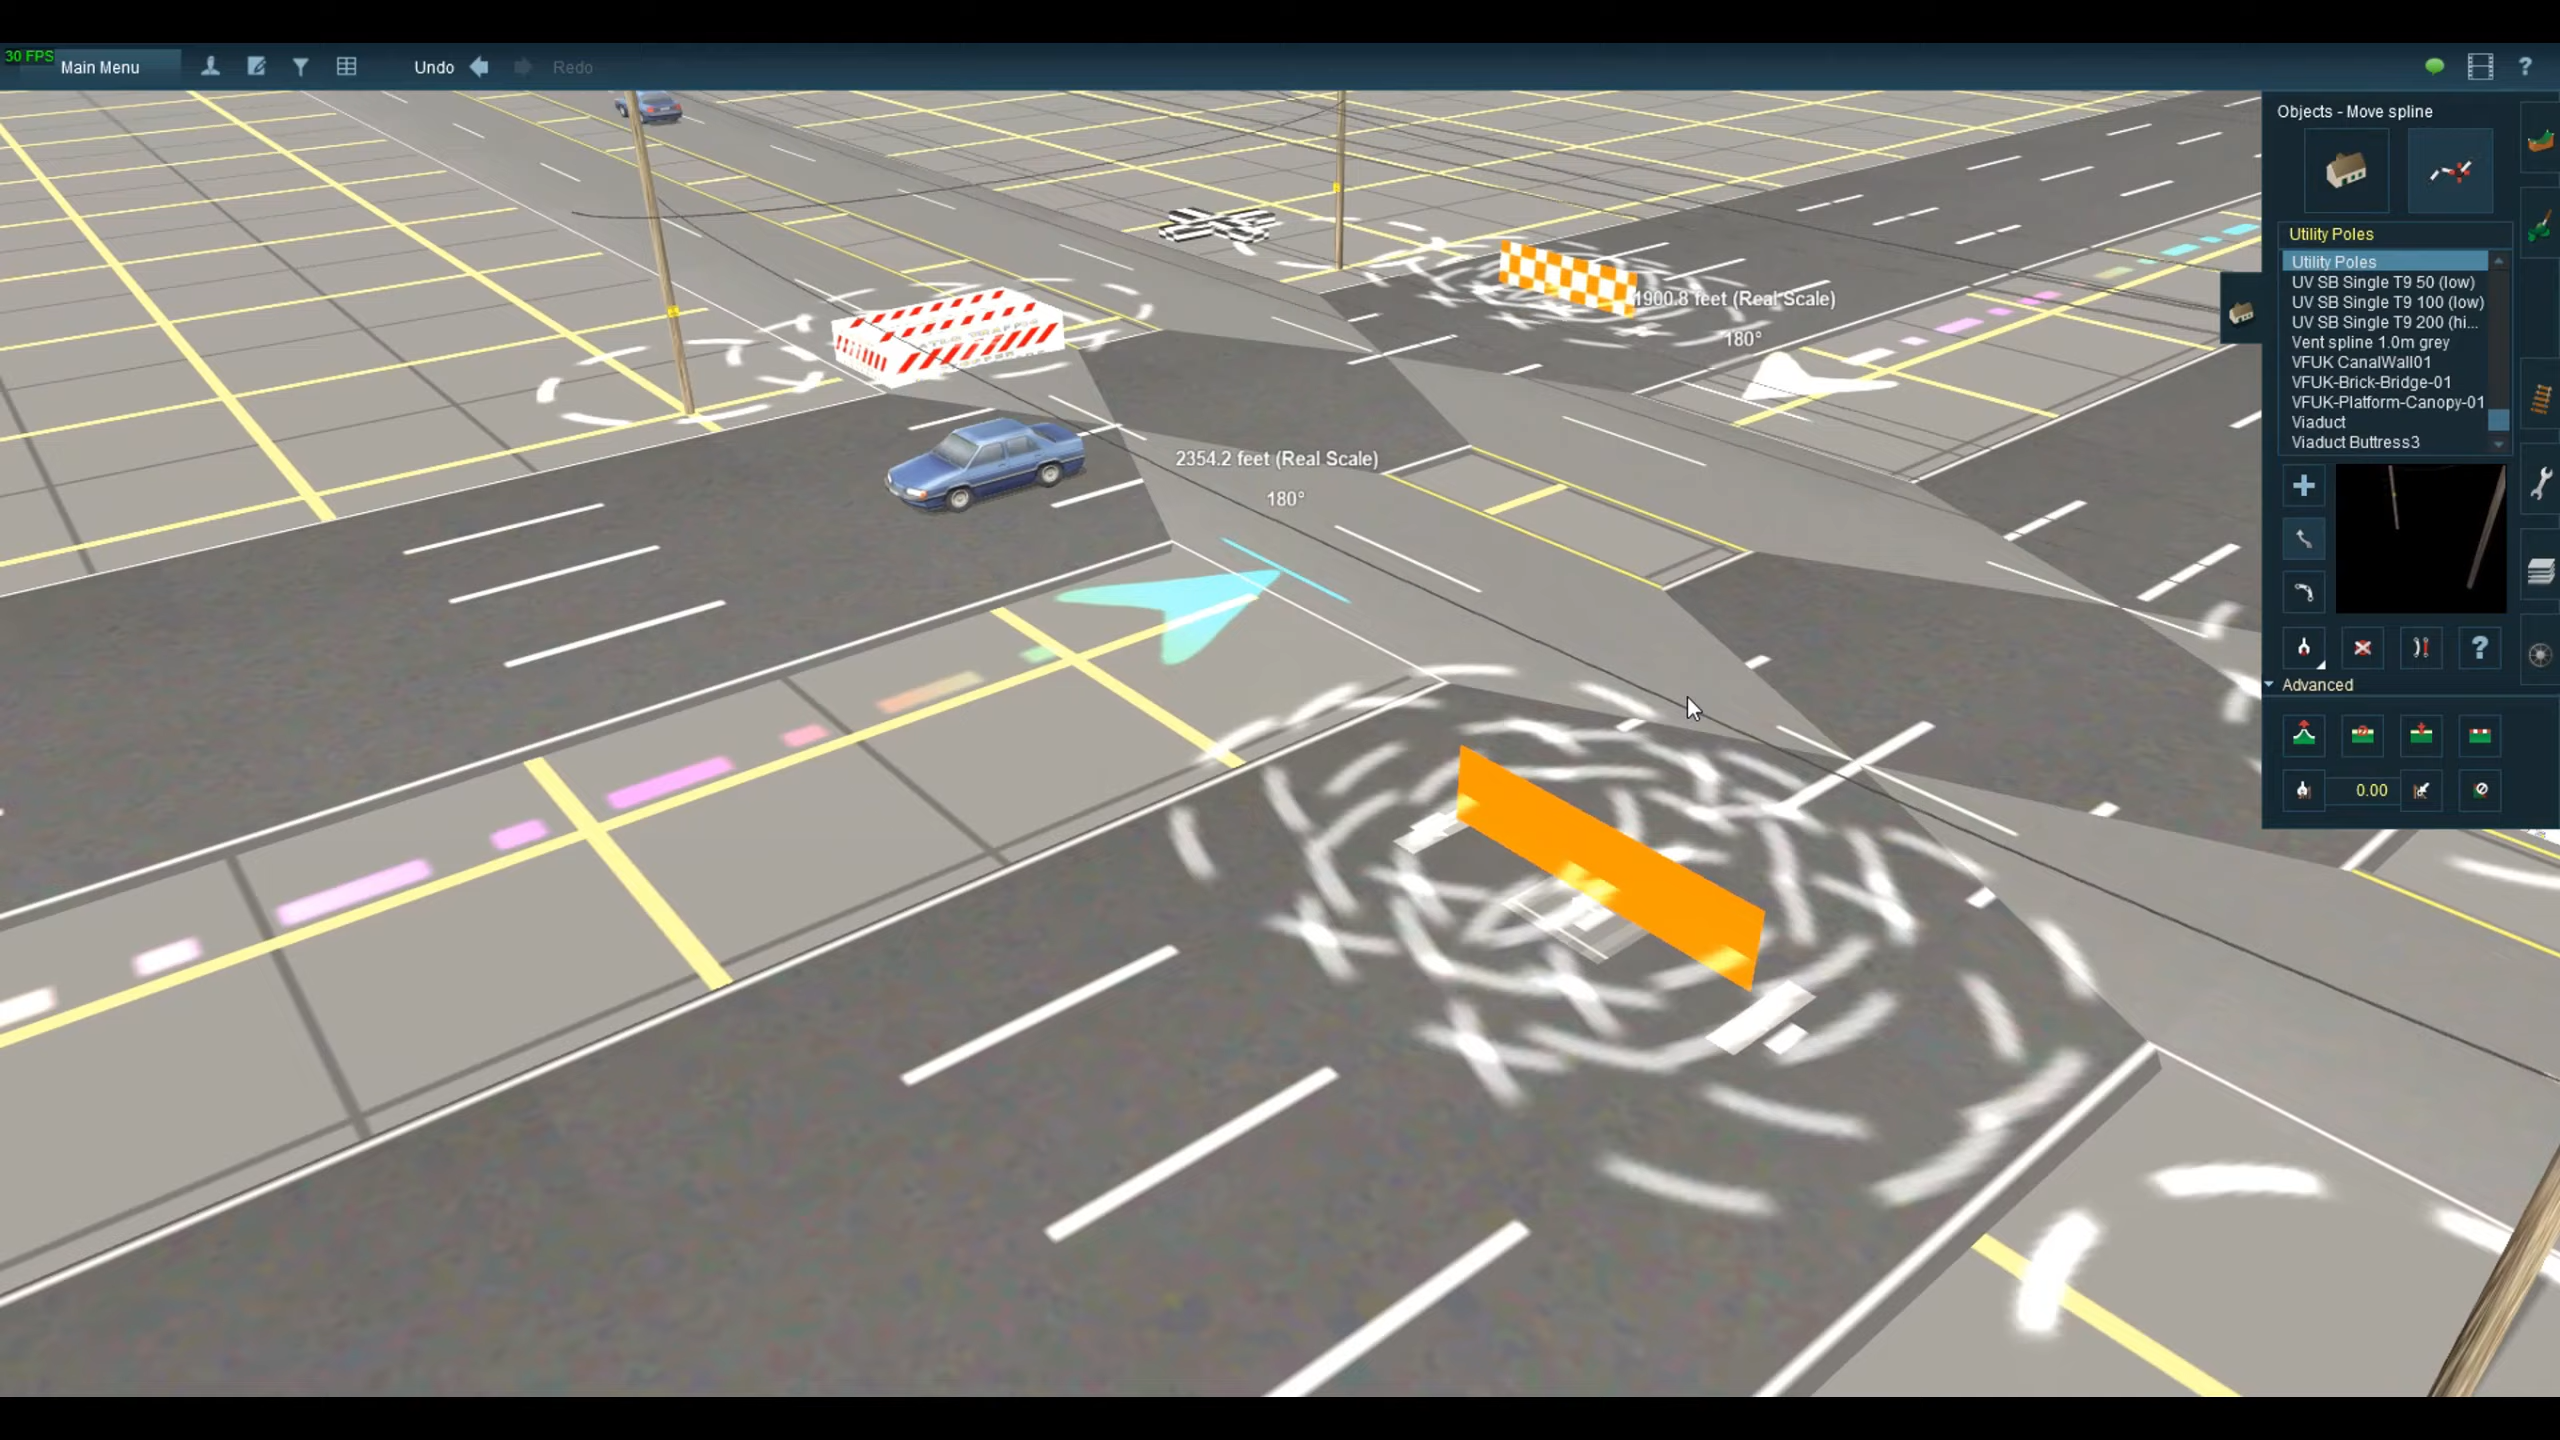 30 FPS
Main Menu
Undo
Redo
?
1900.8 feet (Real Scale)
180°
2354.2 feet (Real Scale)
180°
Objects - Move spline
Utility Poles
Utility Poles
UV SB Single T9 50 (low)
UV SB Single T9 100 (low)
UV SB Single T9 200 (hi...
Vent spline 1.0m grey
VFUK CanalWall01
VFUK-Brick-Bridge-01
VFUK-Platform-Canopy-01
Viaduct
Viaduct Buttress3
?
Advanced
0.00